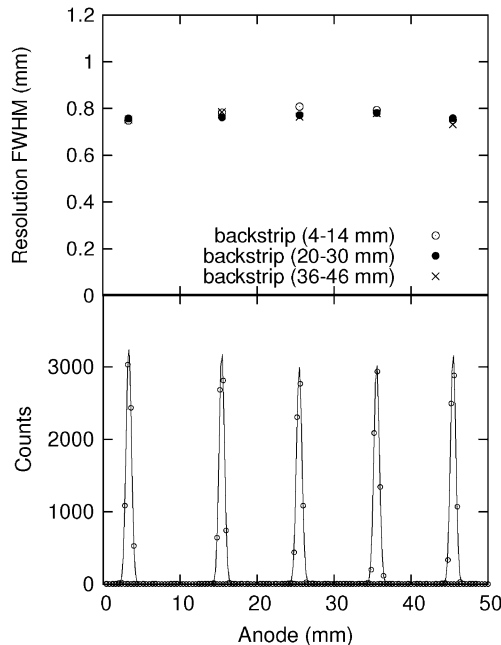 1.2
1
0.8
0.6
0.4
0.2
0
Resolution FWHM (mm)
backstrip (4-14 mm)
backstrip (20-30 mm)
backstrip (36-46 mm)
3000
2000
1000
0
Counts
0 10 20 30 40 50
Anode (mm)